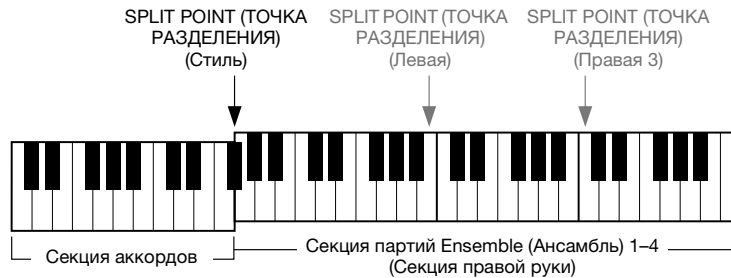 SPLIT POINT (ТОЧКА
РАЗДЕЛЕНИЯ)
(Стиль)
SPLIT POINT (ТОЧКА
РАЗДЕЛЕНИЯ)
(Левая)
SPLIT POINT (ТОЧКА
РАЗДЕЛЕНИЯ)
(Правая 3)
Секция аккордов
Секция партий Ensemble (Ансамбль) 1–4
(Секция правой руки)